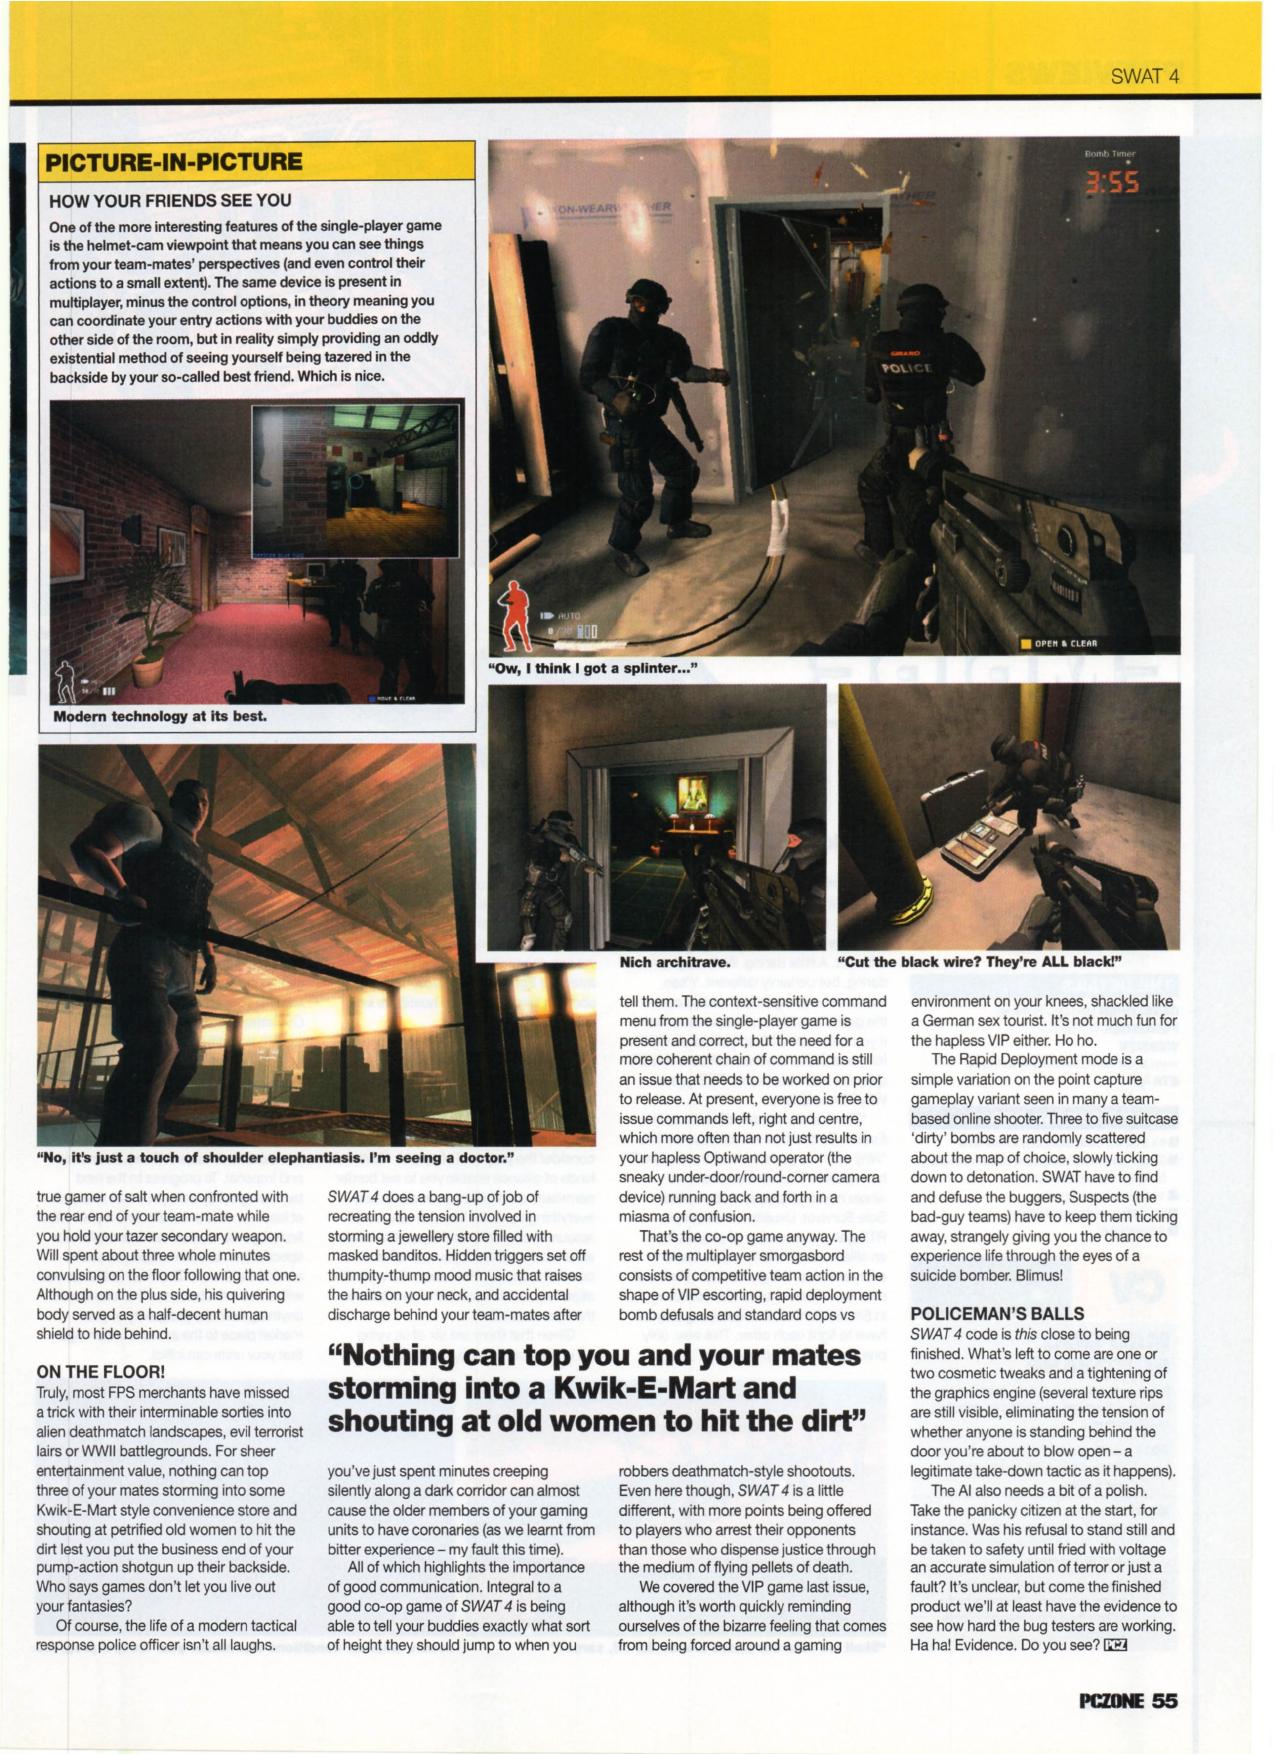 SWAT 4
PICTURE-IN-PICTURE
HOW YOUR FRIENDS SEE YOU
One of the more interesting features of the single-player game
is the helmet-cam viewpoint that means you can see things
from your team-mates' perspectives (and even control their
actions to a small extent). The same device is present in
multiplayer, minus the control options, in theory meaning you
can coordinate your entry actions with your buddies on the
other side of the room, but in reality simply providing an oddly
existential method of seeing yourself being tazered in the
backside by your so-called best friend. Which is nice.
MOVE & CLEAR
Modern technology at its best.
Bomb Timer
3:55
POLICE
AUTO
OPEN & CLEAR
"Ow, I think I got a splinter..."
Nich architrave.
"Cut the black wire? They're ALL black!"
"No, it's just a touch of shoulder elephantiasis. I'm seeing a doctor."
true gamer of salt when confronted with
the rear end of your team-mate while
you hold your tazer secondary weapon.
Will spent about three whole minutes
convulsing on the floor following that one.
Although on the plus side, his quivering
body served as a half-decent human
shield to hide behind.
ON THE FLOOR!
Truly, most FPS merchants have missed
a trick with their interminable sorties into
alien deathmatch landscapes, evil terrorist
lairs or WWII battlegrounds. For sheer
entertainment value, nothing can top
three of your mates storming into some
Kwik-E-Mart style convenience store and
shouting at petrified old women to hit the
dirt lest you put the business end of your
pump-action shotgun up their backside.
Who says games don't let you live out
your fantasies?
Of course, the life of a modern tactical
response police officer isn't all laughs.
SWAT 4 does a bang-up of job of
recreating the tension involved in
storming a jewellery store filled with
masked banditos. Hidden triggers set off
thumpity-thump mood music that raises
the hairs on your neck, and accidental
discharge behind your team-mates after
"Nothing can top you and your mates
storming into a Kwik-E-Mart and
shouting at old women to hit the dirt"
you've just spent minutes creeping
silently along a dark corridor can almost
cause the older members of your gaming
units to have coronaries (as we learnt from
bitter experience – my fault this time).
All of which highlights the importance
of good communication. Integral to a
good co-op game of SWAT 4 is being
able to tell your buddies exactly what sort
of height they should jump to when you
tell them. The context-sensitive command
menu from the single-player game is
present and correct, but the need for a
more coherent chain of command is still
an issue that needs to be worked on prior
to release. At present, everyone is free to
issue commands left, right and centre,
which more often than not just results in
your hapless Optiwand operator (the
sneaky under-door/round-corner camera
device) running back and forth in a
miasma of confusion.
That's the co-op game anyway. The
rest of the multiplayer smorgasbord
consists of competitive team action in the
shape of VIP escorting, rapid deployment
bomb defusals and standard cops vs
robbers deathmatch-style shootouts.
Even here though, SWAT 4 is a little
different, with more points being offered
to players who arrest their opponents
than those who dispense justice through
the medium of flying pellets of death.
We covered the VIP game last issue,
although it's worth quickly reminding
ourselves of the bizarre feeling that comes
from being forced around a gaming
environment on your knees, shackled like
a German sex tourist. It's not much fun for
the hapless VIP either. Ho ho.
The Rapid Deployment mode is a
simple variation on the point capture
gameplay variant seen in many a team-
based online shooter. Three to five suitcase
'dirty' bombs are randomly scattered
about the map of choice, slowly ticking
down to detonation. SWAT have to find
and defuse the buggers, Suspects (the
bad-guy teams) have to keep them ticking
away, strangely giving you the chance to
experience life through the eyes of a
suicide bomber. Blimus!
POLICEMAN'S BALLS
SWAT 4 code is this close to being
finished. What's left to come are one or
two cosmetic tweaks and a tightening of
the graphics engine (several texture rips
are still visible, eliminating the tension of
whether anyone is standing behind the
door you're about to blow open – a
legitimate take-down tactic as it happens).
The AI also needs a bit of a polish.
Take the panicky citizen at the start, for
instance. Was his refusal to stand still and
be taken to safety until fried with voltage
an accurate simulation of terror or just a
fault? It's unclear, but come the finished
product we'll at least have the evidence to
see how hard the bug testers are working.
Ha ha! Evidence. Do you see? PCZ
PCZONE 55